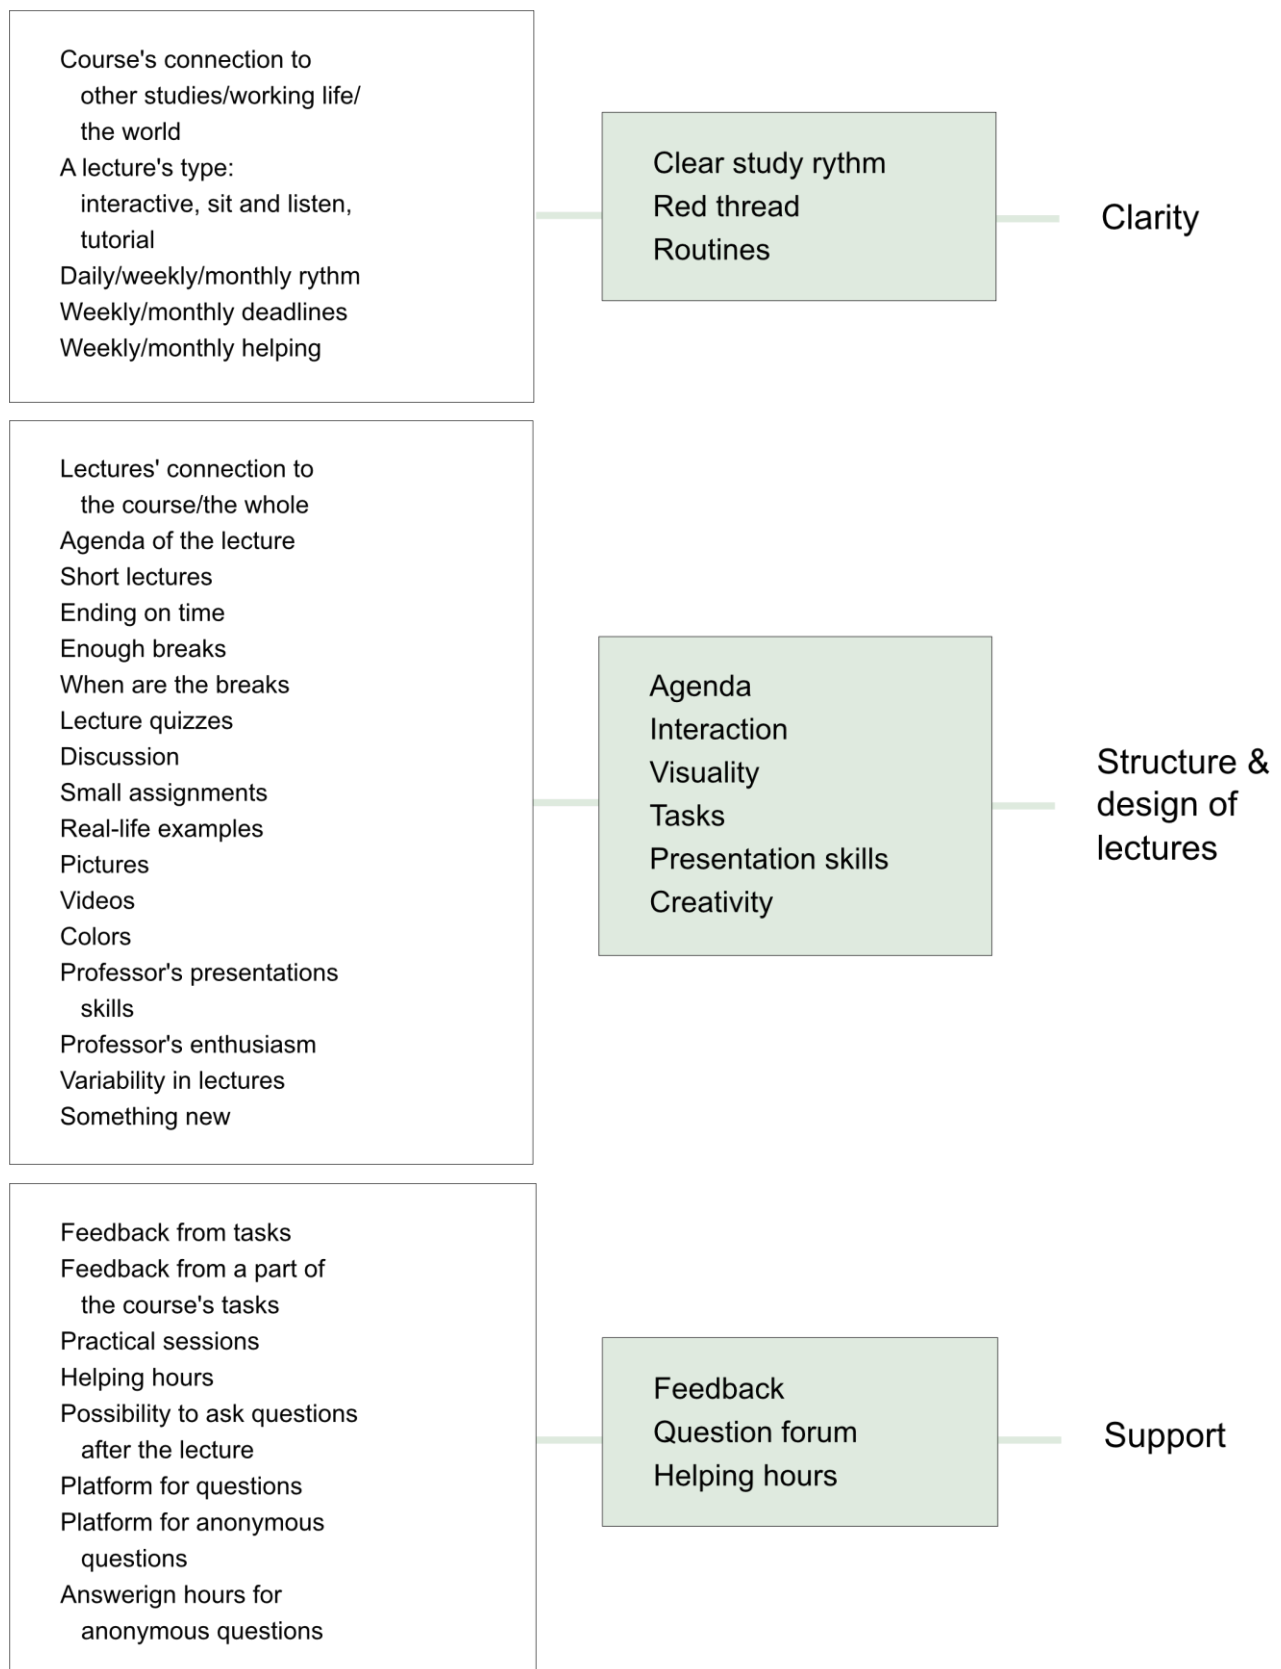 Course's connection to
other studies/working life/
the world
A lecture's type:
interactive, sit and listen,
tutorial
Daily/weekly/monthly rythm
Weekly/monthly deadlines
Weekly/monthly helping
Clear study rythm
Red thread
Routines
Clarity
Lectures' connection to
the course/the whole
Agenda of the lecture
Short lectures
Ending on time
Enough breaks
When are the breaks
Lecture quizzes
Discussion
Small assignments
Real-life examples
Pictures
Videos
Colors
Professor's presentations
skills
Professor's enthusiasm
Variability in lectures
Something new
Agenda
Interaction
Visuality
Tasks
Presentation skills
Creativity
Structure &
design of
lectures
Feedback from tasks
Feedback from a part of
the course's tasks
Practical sessions
Helping hours
Possibility to ask questions
after the lecture
Platform for questions
Platform for anonymous
questions
Answerign hours for
anonymous questions
Feedback
Question forum
Helping hours
Support